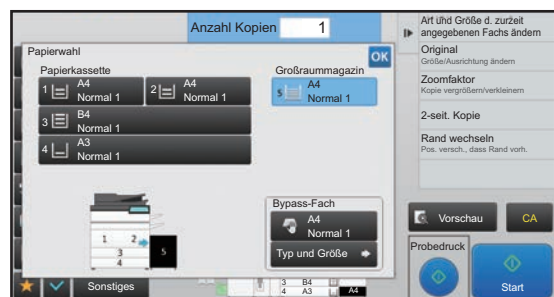 Anzahl Kopien 1
Papierwahl
OK
Papierkassette
1 A4
Normal 1
2 A4
Normal 1
3 B4
Normal 1
4 A3
Normal 1
Großraummagazin
5 A4
Normal 1
Bypass-Fach
A4
Normal 1
Typ und Größe
1 2
3
4
5
Sonstiges
3 B4
4 A3
A4
Art und Größe d. zurzeit
angegebenen Fachs ändern
Original
Größe/Ausrichtung ändern
Zoomfaktor
Kopie vergrößern/verkleinern
2-seit. Kopie
Rand wechseln
Pos. versch., dass Rand vorh.
Vorschau
CA
Probedruck
Start